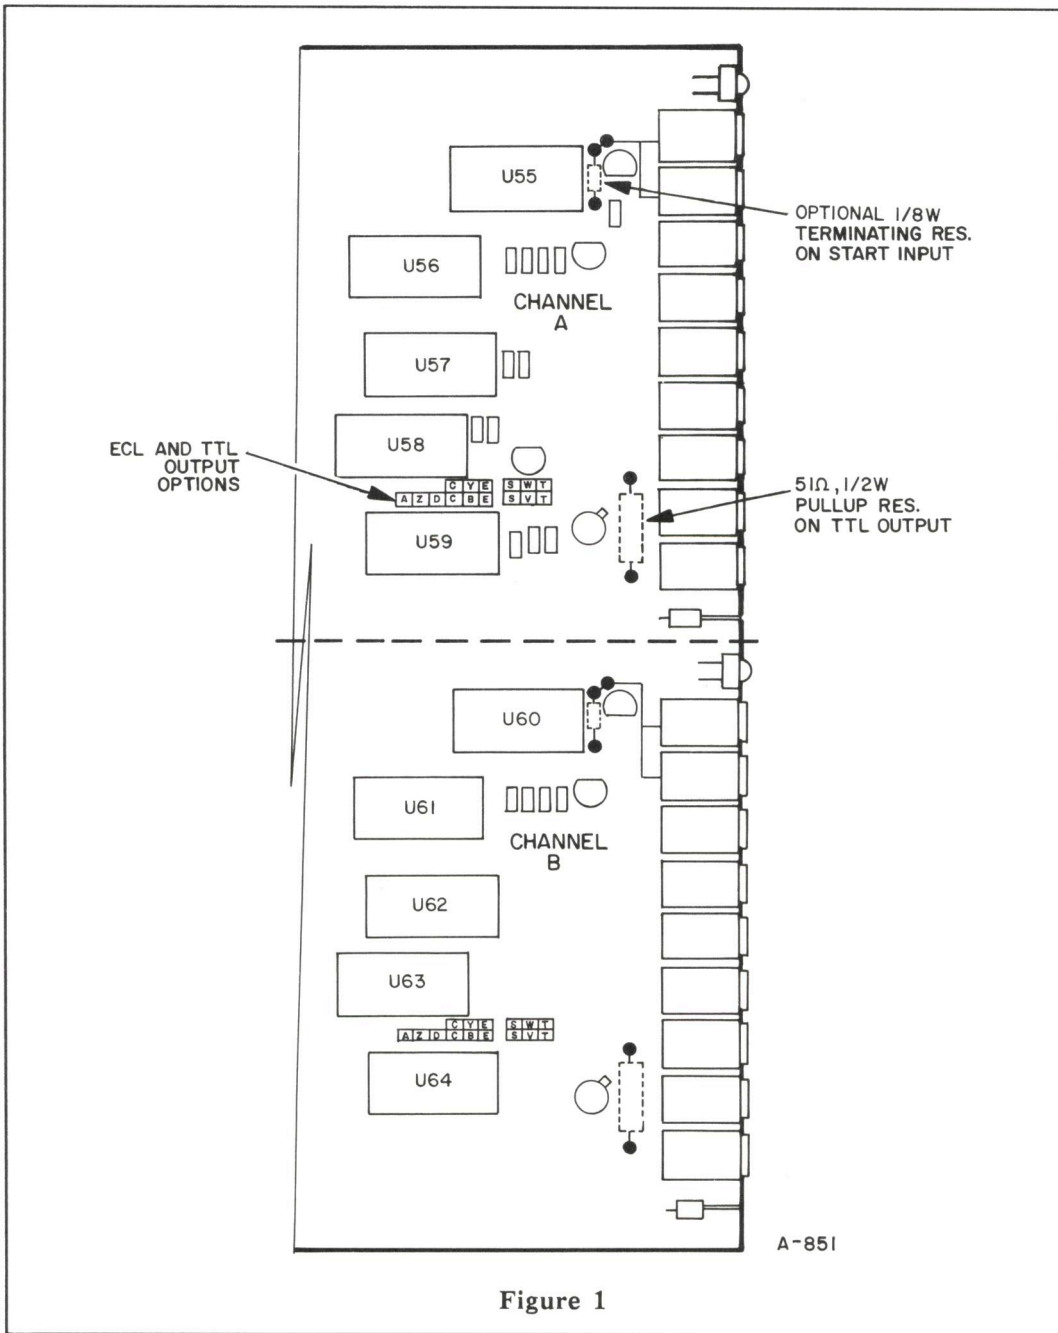 U55
OPTIONAL 1/8W
TERMINATING RES.
ON START INPUT
U56
CHANNEL
A
U57
U58
ECL AND TTL
OUTPUT
OPTIONS
C Y E S W T
A Z D C B E S V T
51Ω, 1/2W
PULLUP RES.
ON TTL OUTPUT
U59
U60
U61
CHANNEL
B
U62
U63
C Y E S W T
A Z D C B E S V T
U64
A-851
Figure 1